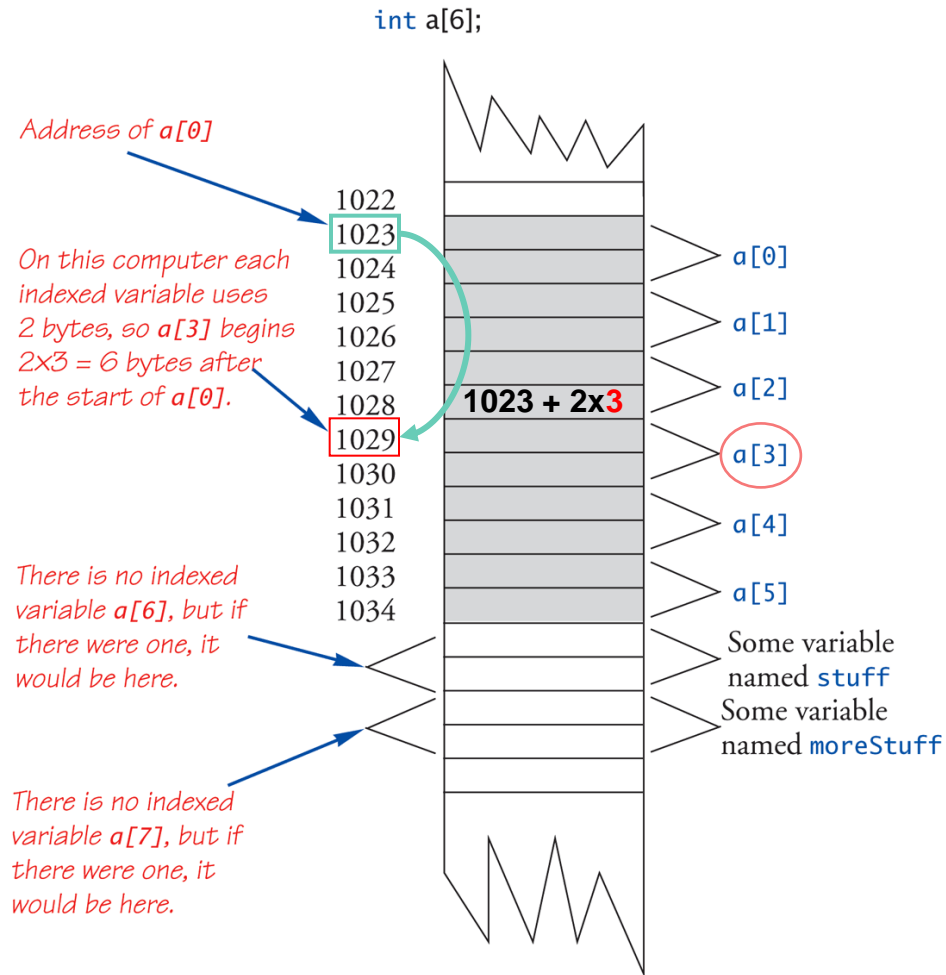 int a[6];
Address of a[0]
On this computer each
indexed variable uses
2 bytes, so a[3] begins
2x3 = 6 bytes after
the start of a[0].
There is no indexed
variable a[6], but if
there were one, it
would be here.
There is no indexed
variable a[7], but if
there were one, it
would be here.
1022
1023
1024
1025
1026
1027
1028
1029
1030
1031
1032
1033
1034
1023 + 2x3
a[0]
a[1]
a[2]
a[3]
a[4]
a[5]
Some variable
named stuff
Some variable
named moreStuff